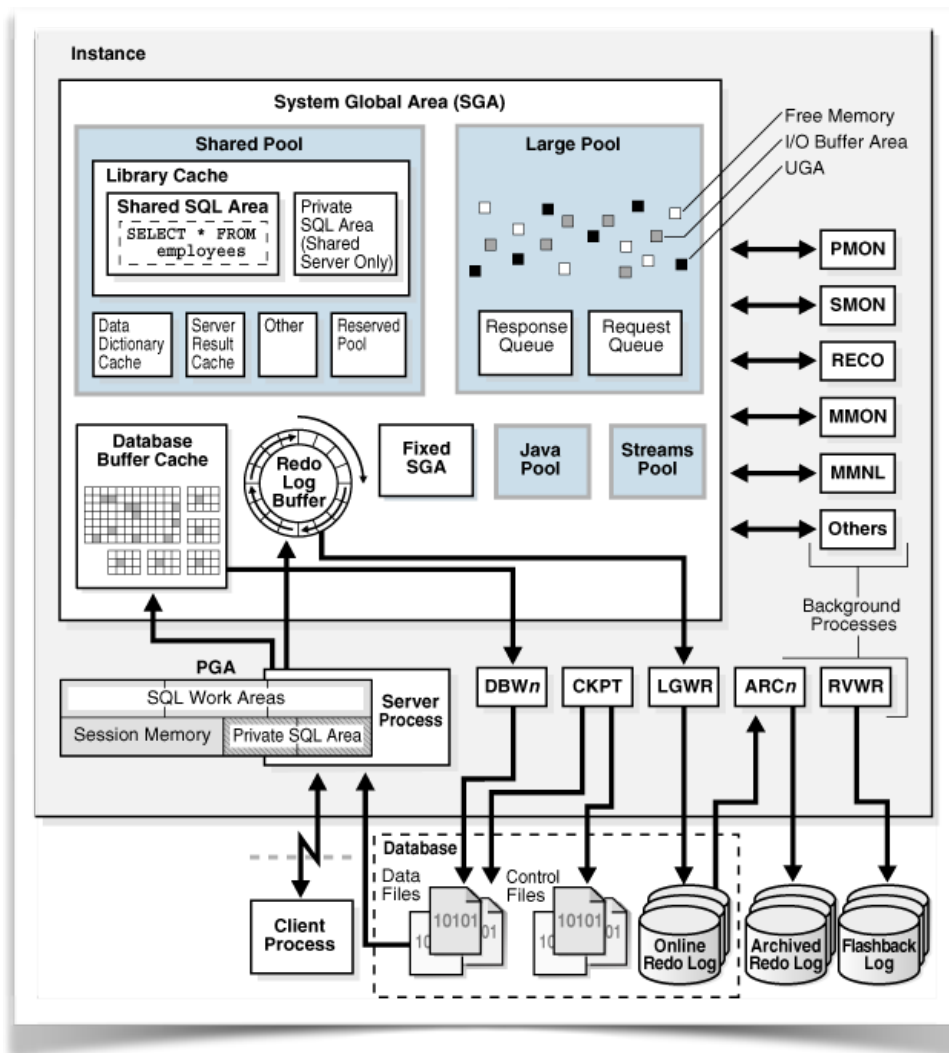 Instance
System Global Area (SGA)
Shared Pool
Library Cache
Shared SQL Area
SELECT * FROM
employees
Private
SQL Area
(Shared
Server Only)
Data
Dictionary
Cache
Server
Result
Cache
Other
Reserved
Pool
Large Pool
Response
Queue
Request
Queue
Free Memory
I/O Buffer Area
UGA
Database
Buffer Cache
Redo
Log
Buffer
Fixed
SGA
Java
Pool
Streams
Pool
PMON
SMON
RECO
MMON
MMNL
Others
Background
Processes
PGA
SQL Work Areas
Session Memory
Private SQL Area
Server
Process
DBWn
CKPT
LGWR
ARCn
RVWR
Client
Process
Database
Data
Files
10101
10
01
Control
Files
10101
10
01
Online
Redo Log
Archived
Redo Log
Flashback
Log